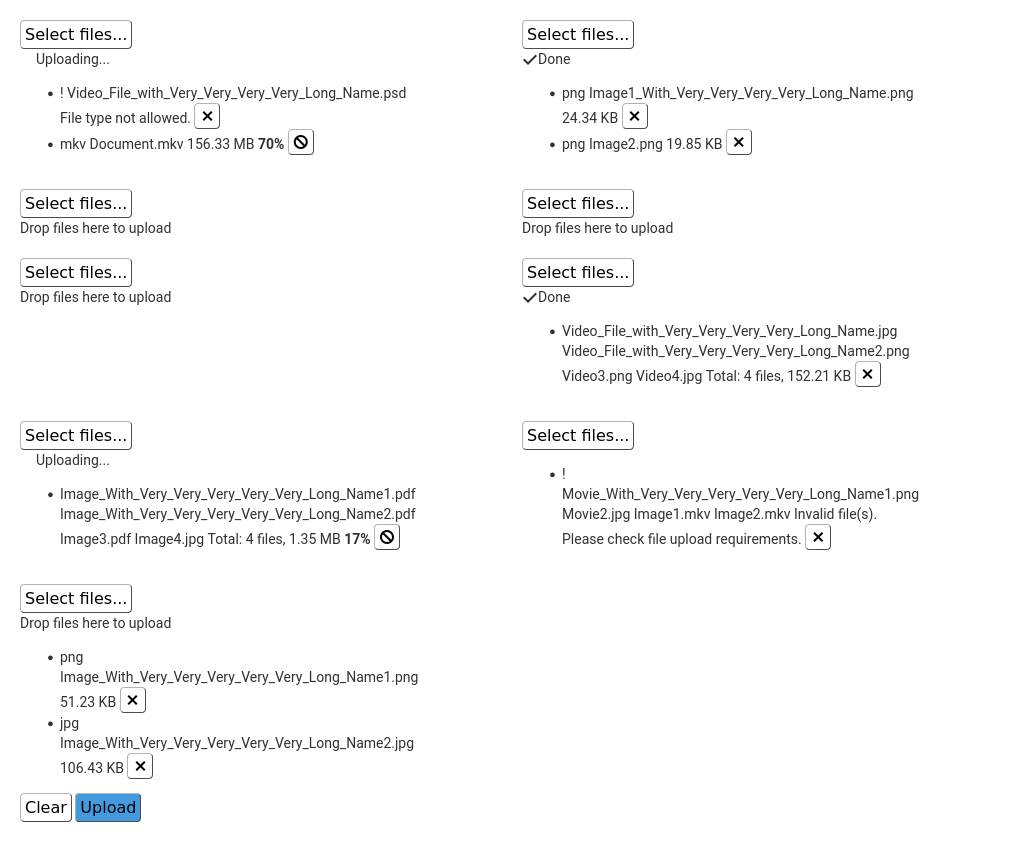 Select files...
Uploading...
! Video_File_with_Very_Very_Very_Very_Long_Name.psd
File type not allowed.
mkv Document.mkv 156.33 MB 70%
Select files...
Done
png Image1_With_Very_Very_Very_Very_Long_Name.png
24.34 KB
png Image2.png 19.85 KB
Select files...
Drop files here to upload
Select files...
Drop files here to upload
Select files...
Drop files here to upload
Select files...
Done
Video_File_with_Very_Very_Very_Very_Long_Name.jpg
Video_File_with_Very_Very_Very_Very_Long_Name2.png
Video3.png Video4.jpg Total: 4 files, 152.21 KB
Select files...
Uploading...
Image_With_Very_Very_Very_Very_Very_Long_Name1.pdf
Image_With_Very_Very_Very_Very_Very_Long_Name2.pdf
Image3.pdf Image4.jpg Total: 4 files, 1.35 MB 17%
Select files...
!
Movie_With_Very_Very_Very_Very_Very_Long_Name1.png
Movie2.jpg Image1.mkv Image2.mkv Invalid file(s).
Please check file upload requirements.
Select files...
Drop files here to upload
png
Image_With_Very_Very_Very_Very_Very_Long_Name1.png
51.23 KB
jpg
Image_With_Very_Very_Very_Very_Very_Long_Name2.jpg
106.43 KB
Clear Upload